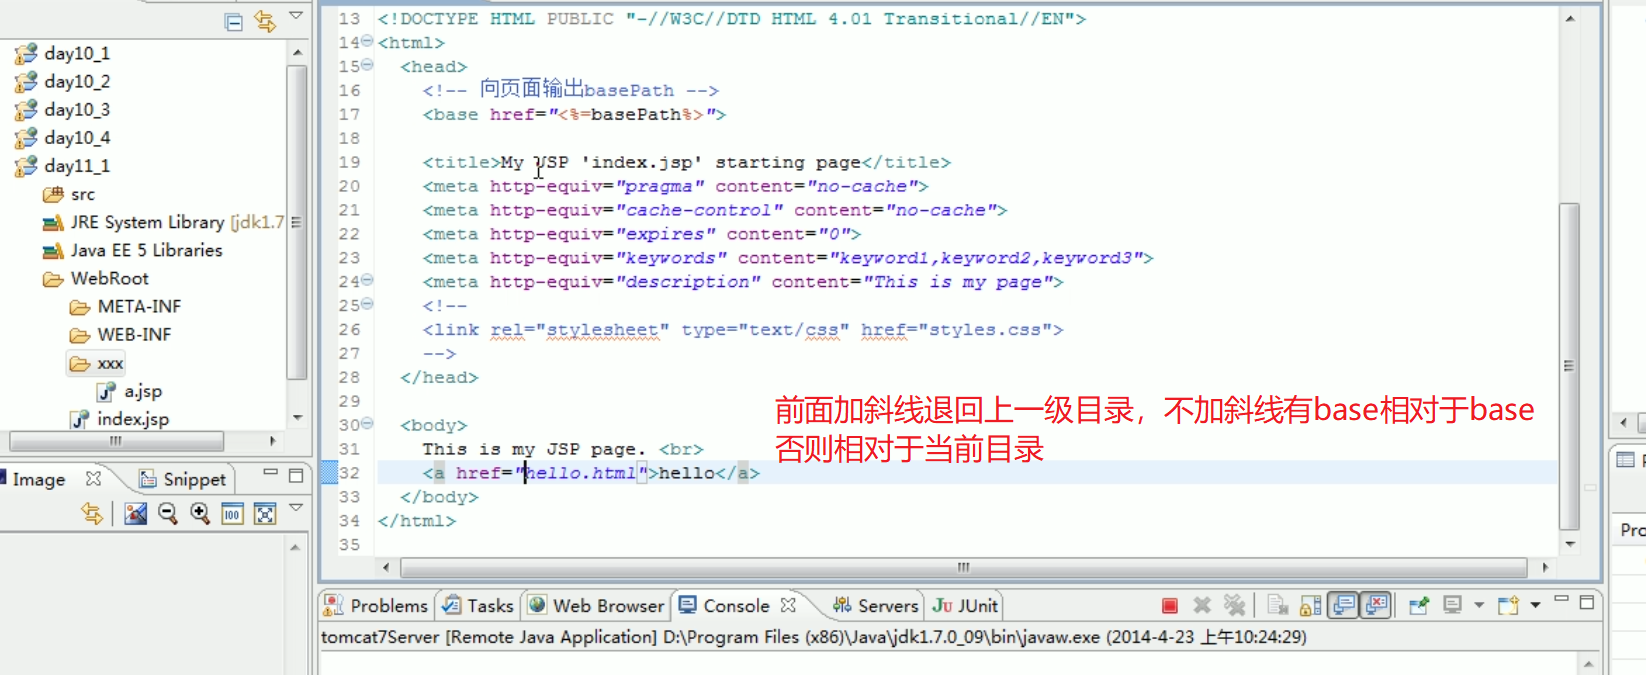 day10_1
day10_2
day10_3
day10_4
day11_1
src
JRE System Library [jdk1.7
Java EE 5 Libraries
WebRoot
META-INF
WEB-INF
xxx
a.jsp
index.jsp
Image
Snippet
13 <!DOCTYPE HTML PUBLIC "-//W3C//DTD HTML 4.01 Transitional//EN">
14 <html>
15 <head>
16 <!-- 向页面输出basePath -->
17 <base href="<%=basePath%>">
18
19 <title>My JSP 'index.jsp' starting page</title>
20 <meta http-equiv="pragma" content="no-cache">
21 <meta http-equiv="cache-control" content="no-cache">
22 <meta http-equiv="expires" content="0">
23 <meta http-equiv="keywords" content="keyword1,keyword2,keyword3">
24 <meta http-equiv="description" content="This is my page">
25 <!--
26 <link rel="stylesheet" type="text/css" href="styles.css">
27 -->
28 </head>
29
30 <body>
31 This is my JSP page. <br>
32 <a href="hello.html">hello</a>
33 </body>
34 </html>
35
前面加斜线退回上一级目录，不加斜线有base相对于base
否则相对于当前目录
Problems Tasks Web Browser Console Servers JUnit
tomcat7Server [Remote Java Application] D:\Program Files (x86)\Java\jdk1.7.0_09\bin\javaw.exe (2014-4-23 上午10:24:29)